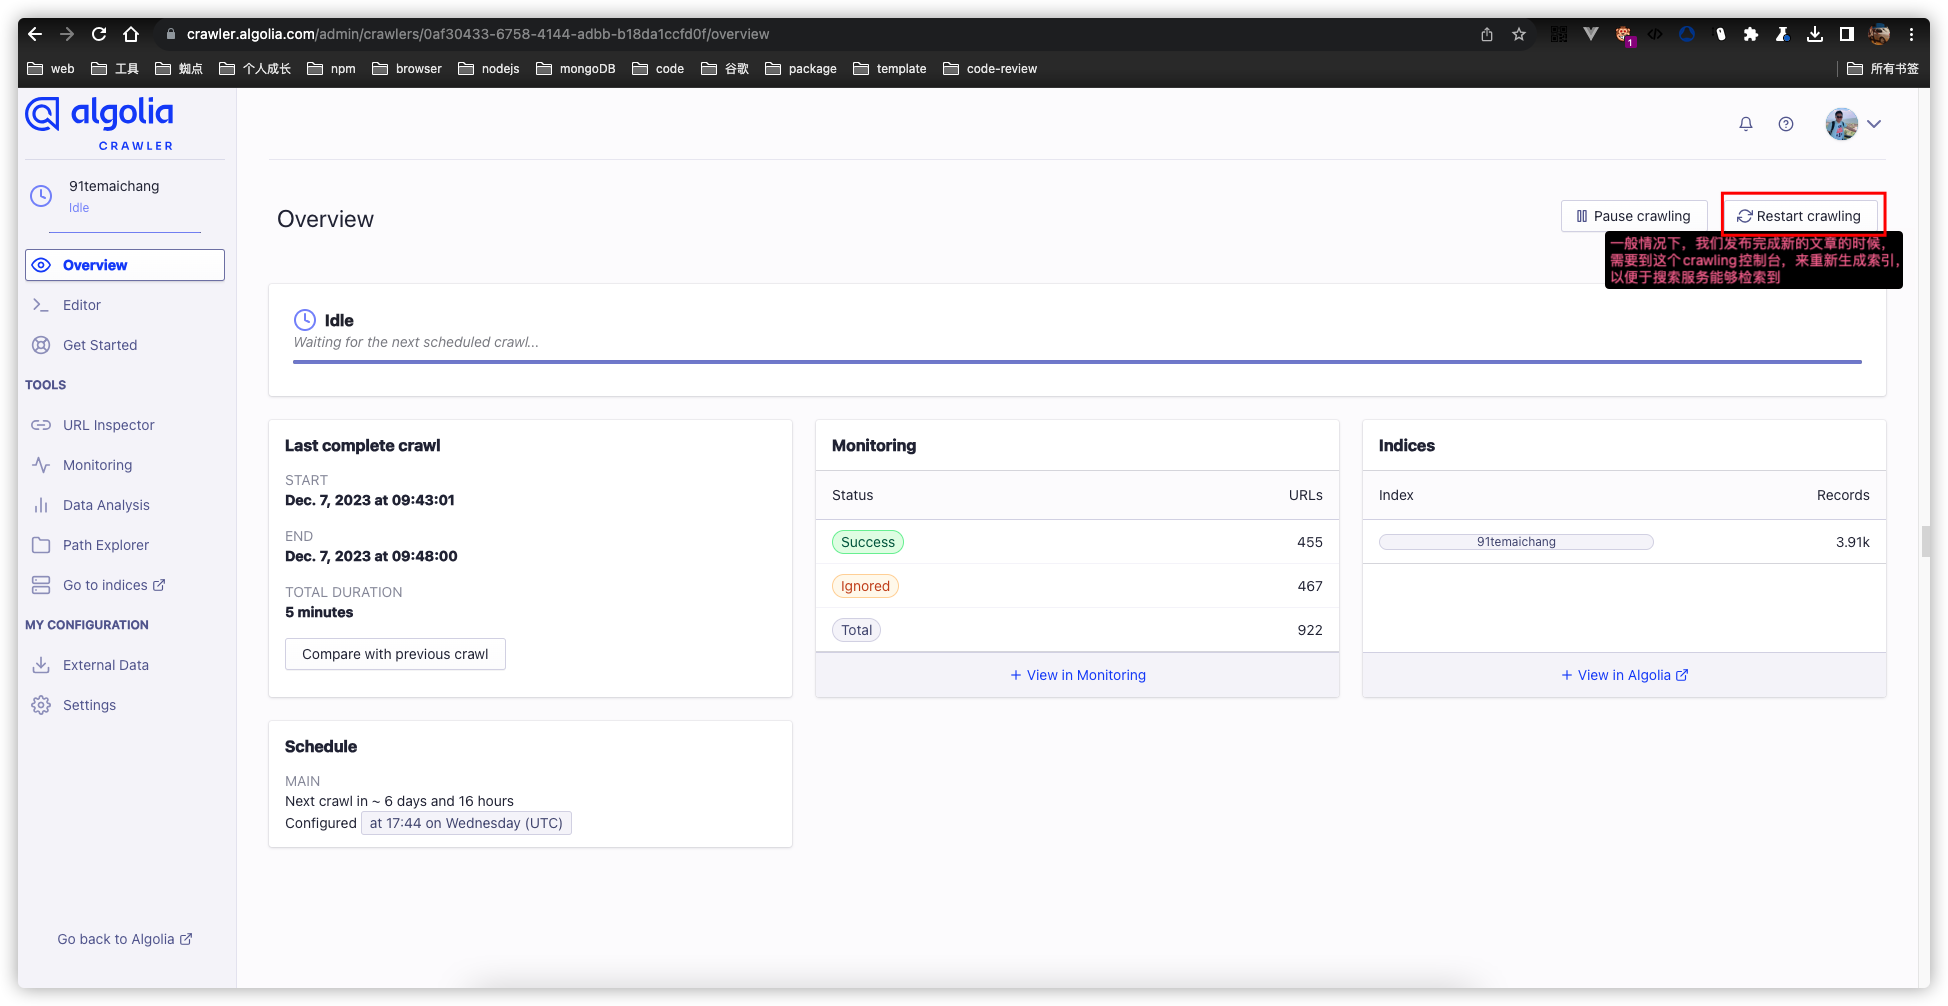 crawler.algolia.com/admin/crawlers/0af30433-6758-4144-adbb-b18da1ccfd0f/overview
1
web 工具 蜘点 个人成长 npm browser nodejs mongoDB code 谷歌 package template code-review 所有书签
algolia
CRAWLER
91temaichang
Idle
Overview
Editor
Get Started
TOOLS
URL Inspector
Monitoring
Data Analysis
Path Explorer
Go to indices
MY CONFIGURATION
External Data
Settings
Go back to Algolia
Overview
Pause crawling
Restart crawling
一般情况下，我们发布完成新的文章的时候，
需要到这个crawling控制台，来重新生成索引，
以便于搜索服务能够检索到
Idle
Waiting for the next scheduled crawl...
Last complete crawl
START
Dec. 7, 2023 at 09:43:01
END
Dec. 7, 2023 at 09:48:00
TOTAL DURATION
5 minutes
Compare with previous crawl
Monitoring
Status URLs
Success 455
Ignored 467
Total 922
+ View in Monitoring
Indices
Index Records
91temaichang 3.91k
+ View in Algolia
Schedule
MAIN
Next crawl in ~ 6 days and 16 hours
Configured at 17:44 on Wednesday (UTC)